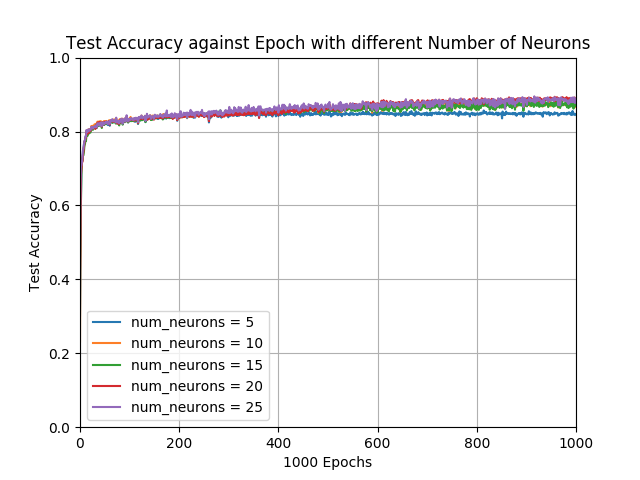 Test Accuracy against Epoch with different Number of Neurons
1.0
0.8
0.6
0.4
0.2
0.0
Test Accuracy
num_neurons = 5
num_neurons = 10
num_neurons = 15
num_neurons = 20
num_neurons = 25
0 200 400 600 800 1000
1000 Epochs